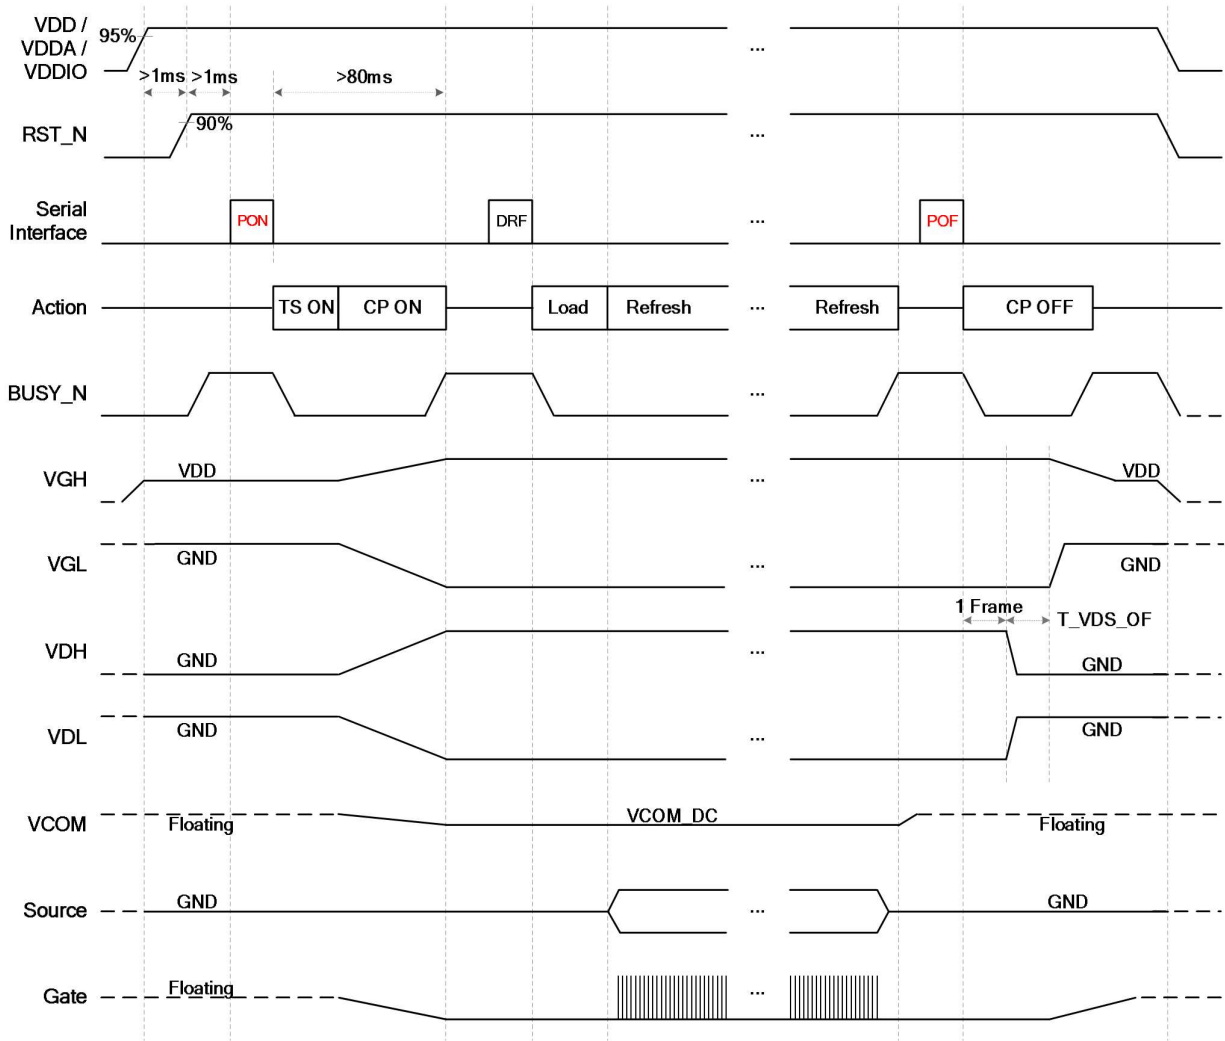 VDD /
VDDA /
VDDIO
95%
...
>1ms
>1ms
>80ms
RST_N
90%
...
Serial
Interface
PON
DRF
...
POF
Action
TS ON
CP ON
Load
Refresh
...
Refresh
CP OFF
BUSY_N
...
VGH
VDD
...
VDD
VGL
GND
...
GND
1 Frame
T_VDS_OF
VDH
GND
...
GND
VDL
GND
...
GND
VCOM
Floating
VCOM_DC
Floating
Source
GND
...
GND
Gate
Floating
...